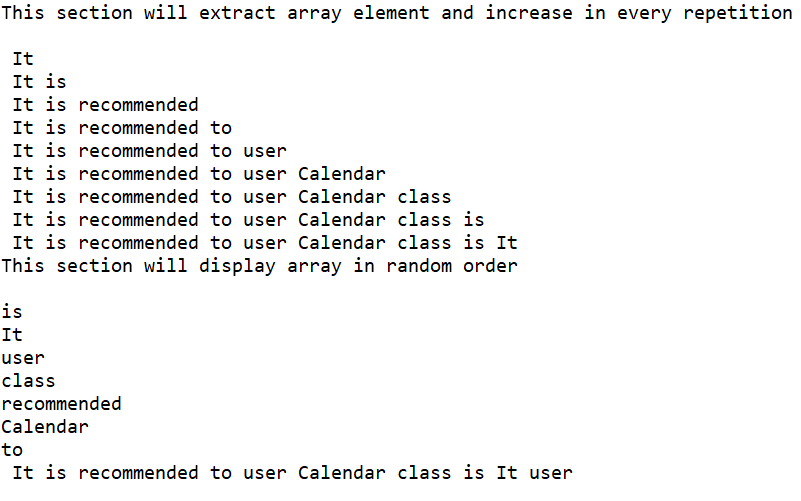 This section will extract array element and increase in every repetition
It
It is
It is recommended
It is recommended to
It is recommended to user
It is recommended to user Calendar
It is recommended to user Calendar class
It is recommended to user Calendar class is
It is recommended to user Calendar class is It
This section will display array in random order
is
It
user
class
recommended
Calendar
to
It is recommended to user Calendar class is It user